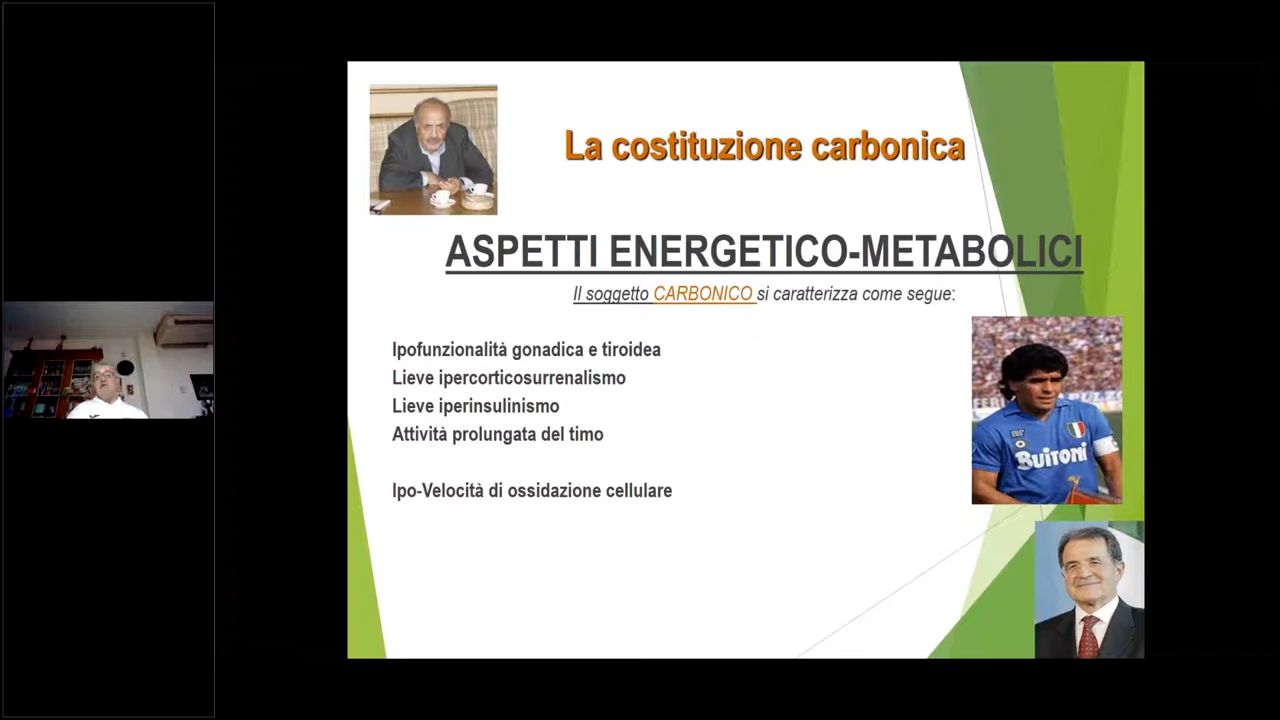 La costituzione carbonica
ASPETTI ENERGETICO-METABOLICI
Il soggetto CARBONICO si caratterizza come segue:
Ipofunzionalità gonadica e tiroidea
Lieve ipercorticosurrenalismo
Lieve iperinsulinismo
Attività prolungata del timo
Buitoni
Ipo-Velocità di ossidazione cellulare